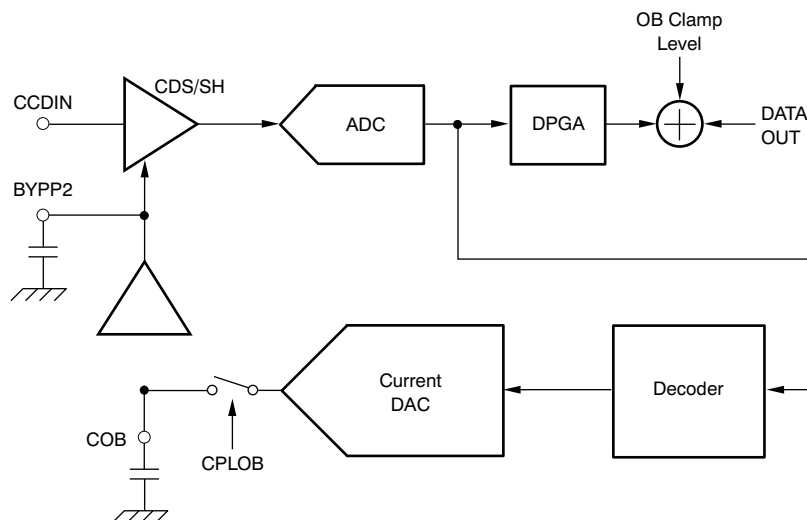 OB Clamp
Level
CDS/SH
CCDIN
ADC
DPGA
DATA
OUT
BYPP2
Current
DAC
Decoder
COB
CPLOB